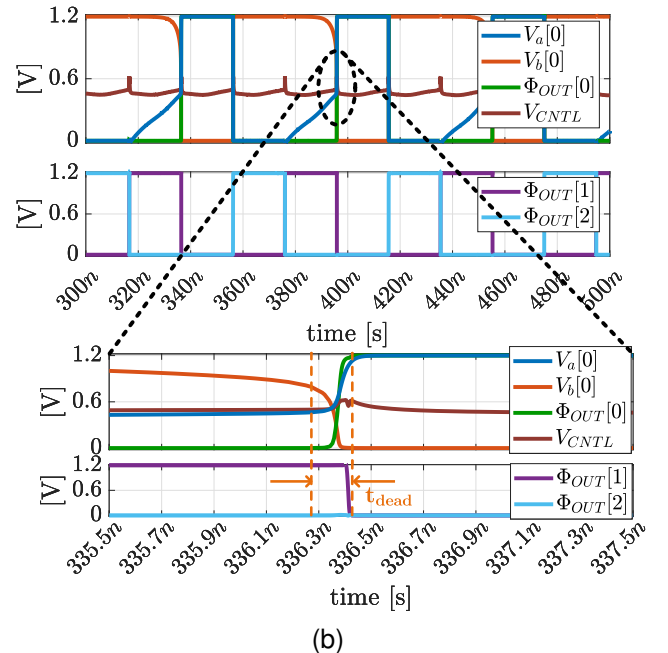 [V]
1.2
0.6
0
V_a[0]
V_b[0]
Φ_OUT[0]
V_CNTL
[V]
1.2
0.6
0
Φ_OUT[1]
Φ_OUT[2]
300n 320n 340n 360n 380n 400n 420n 440n 460n 480n 500n
time [s]
[V]
1.2
0.6
0
V_a[0]
V_b[0]
Φ_OUT[0]
V_CNTL
[V]
1.2
0.6
0
t_dead
Φ_OUT[1]
Φ_OUT[2]
335.5n 335.7n 336.1n 336.3n 336.5n 336.7n 336.9n 337.1n 337.3n 337.5n
time [s]
(b)